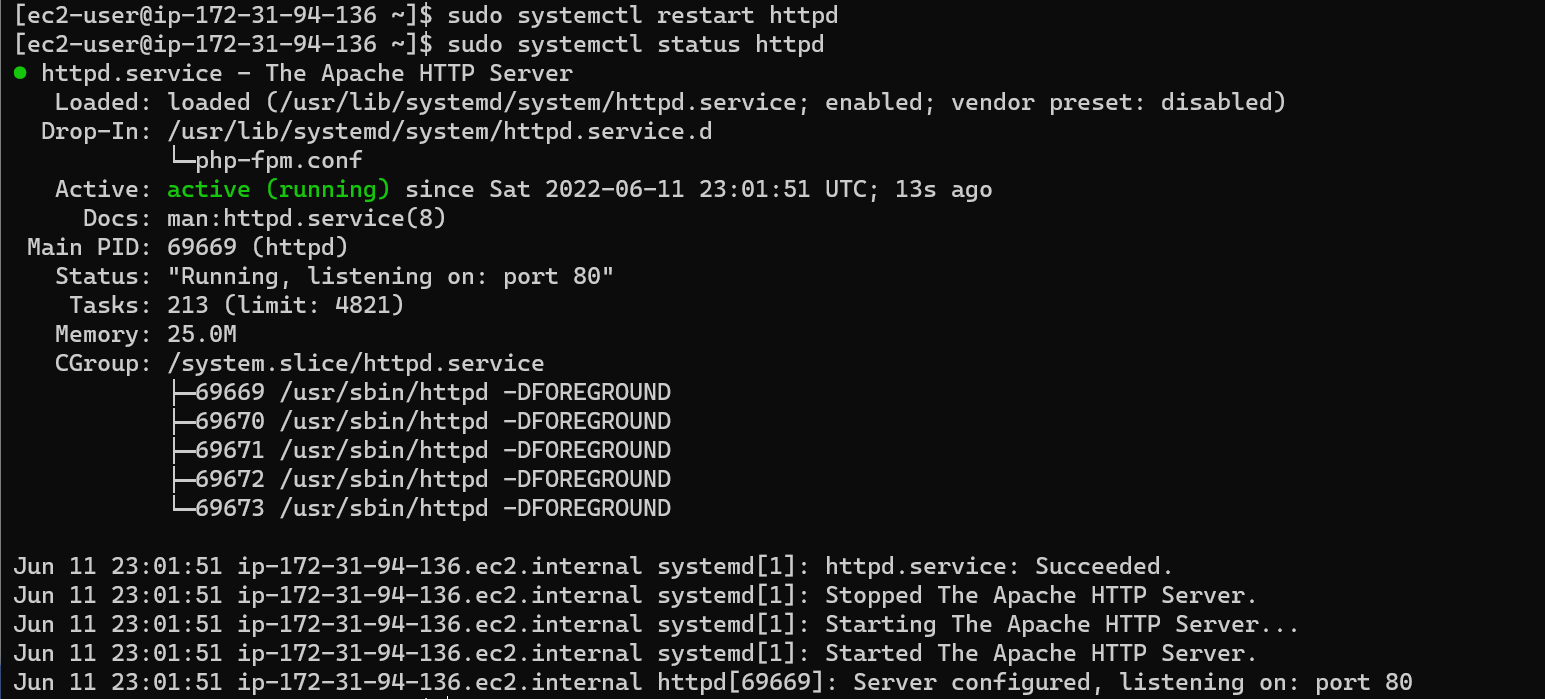 [ec2-user@ip-172-31-94-136 ~]$ sudo systemctl restart httpd
[ec2-user@ip-172-31-94-136 ~]$ sudo systemctl status httpd
● httpd.service - The Apache HTTP Server
   Loaded: loaded (/usr/lib/systemd/system/httpd.service; enabled; vendor preset: disabled)
  Drop-In: /usr/lib/systemd/system/httpd.service.d
           └─php-fpm.conf
   Active: active (running) since Sat 2022-06-11 23:01:51 UTC; 13s ago
     Docs: man:httpd.service(8)
 Main PID: 69669 (httpd)
   Status: "Running, listening on: port 80"
    Tasks: 213 (limit: 4821)
   Memory: 25.0M
   CGroup: /system.slice/httpd.service
           ├─69669 /usr/sbin/httpd -DFOREGROUND
           ├─69670 /usr/sbin/httpd -DFOREGROUND
           ├─69671 /usr/sbin/httpd -DFOREGROUND
           ├─69672 /usr/sbin/httpd -DFOREGROUND
           └─69673 /usr/sbin/httpd -DFOREGROUND

Jun 11 23:01:51 ip-172-31-94-136.ec2.internal systemd[1]: httpd.service: Succeeded.
Jun 11 23:01:51 ip-172-31-94-136.ec2.internal systemd[1]: Stopped The Apache HTTP Server.
Jun 11 23:01:51 ip-172-31-94-136.ec2.internal systemd[1]: Starting The Apache HTTP Server...
Jun 11 23:01:51 ip-172-31-94-136.ec2.internal systemd[1]: Started The Apache HTTP Server.
Jun 11 23:01:51 ip-172-31-94-136.ec2.internal httpd[69669]: Server configured, listening on: port 80